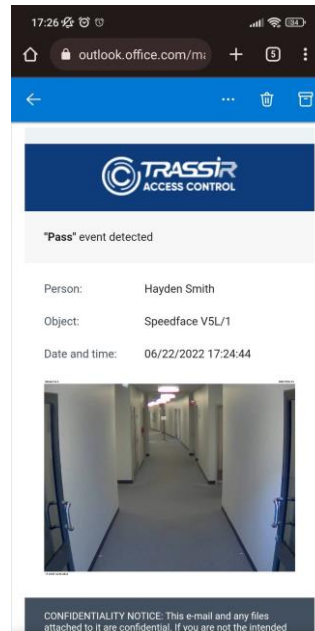 17:26
84
outlook.office.com/ma
5
TRASSIR
ACCESS CONTROL
"Pass" event detected
Person: Hayden Smith
Object: Speedface V5L/1
Date and time: 06/22/2022 17:24:44
CONFIDENTIALITY NOTICE: This e-mail and any files
attached to it are confidential. If you are not the intended